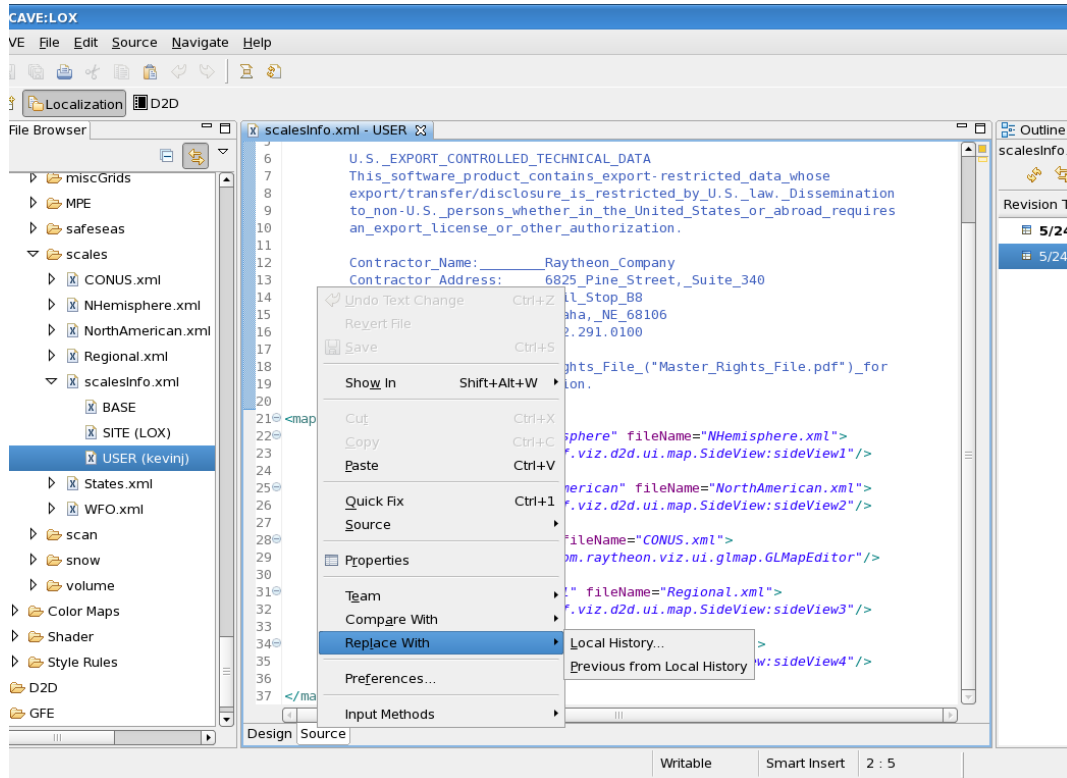 CAVE:LOX
VE File Edit Source Navigate Help
Localization D2D
File Browser
miscGrids
MPE
safeseas
scales
CONUS.xml
NHemisphere.xml
NorthAmerican.xml
Regional.xml
scalesInfo.xml
BASE
SITE (LOX)
USER (kevinj)
States.xml
WFO.xml
scan
snow
volume
Color Maps
Shader
Style Rules
D2D
GFE
scalesInfo.xml - USER
6 U.S._EXPORT_CONTROLLED_TECHNICAL_DATA
7 This_software_product_contains_export-restricted_data_whose
8 export/transfer/disclosure_is_restricted_by_U.S._law._Dissemination
9 to_non-U.S._persons_whether_in_the_United_States_or_abroad_requires
10 an_export_license_or_other_authorization.
11
12 Contractor_Name:________Raytheon_Company
13 Contractor Address: 6825_Pine_Street,_Suite_340
14 il_Stop_B8
15 aha,_NE_68106
16 2.291.0100
17
18 ghts_File_("Master_Rights_File.pdf")_for
19 ion.
20
21 <map
22 sphere" fileName="NHemisphere.xml">
23 f.viz.d2d.ui.map.SideView:sideView1"/>
24
25 merican" fileName="NorthAmerican.xml">
26 f.viz.d2d.ui.map.SideView:sideView2"/>
27
28 fileName="CONUS.xml">
29 om.raytheon.viz.ui.glmap.GLMapEditor"/>
30
31 l" fileName="Regional.xml">
32 f.viz.d2d.ui.map.SideView:sideView3"/>
33
34 >
35 w:sideView4"/>
36
37 </ma
Undo Text Change Ctrl+Z
Revert File
Save Ctrl+S
Show In Shift+Alt+W
Cut Ctrl+X
Copy Ctrl+C
Paste Ctrl+V
Quick Fix Ctrl+1
Source
Properties
Team
Compare With
Replace With
Preferences...
Input Methods
Local History...
Previous from Local History
Design Source
Outline
scalesInfo
Revision T
5/24
5/24
Writable Smart Insert 2 : 5